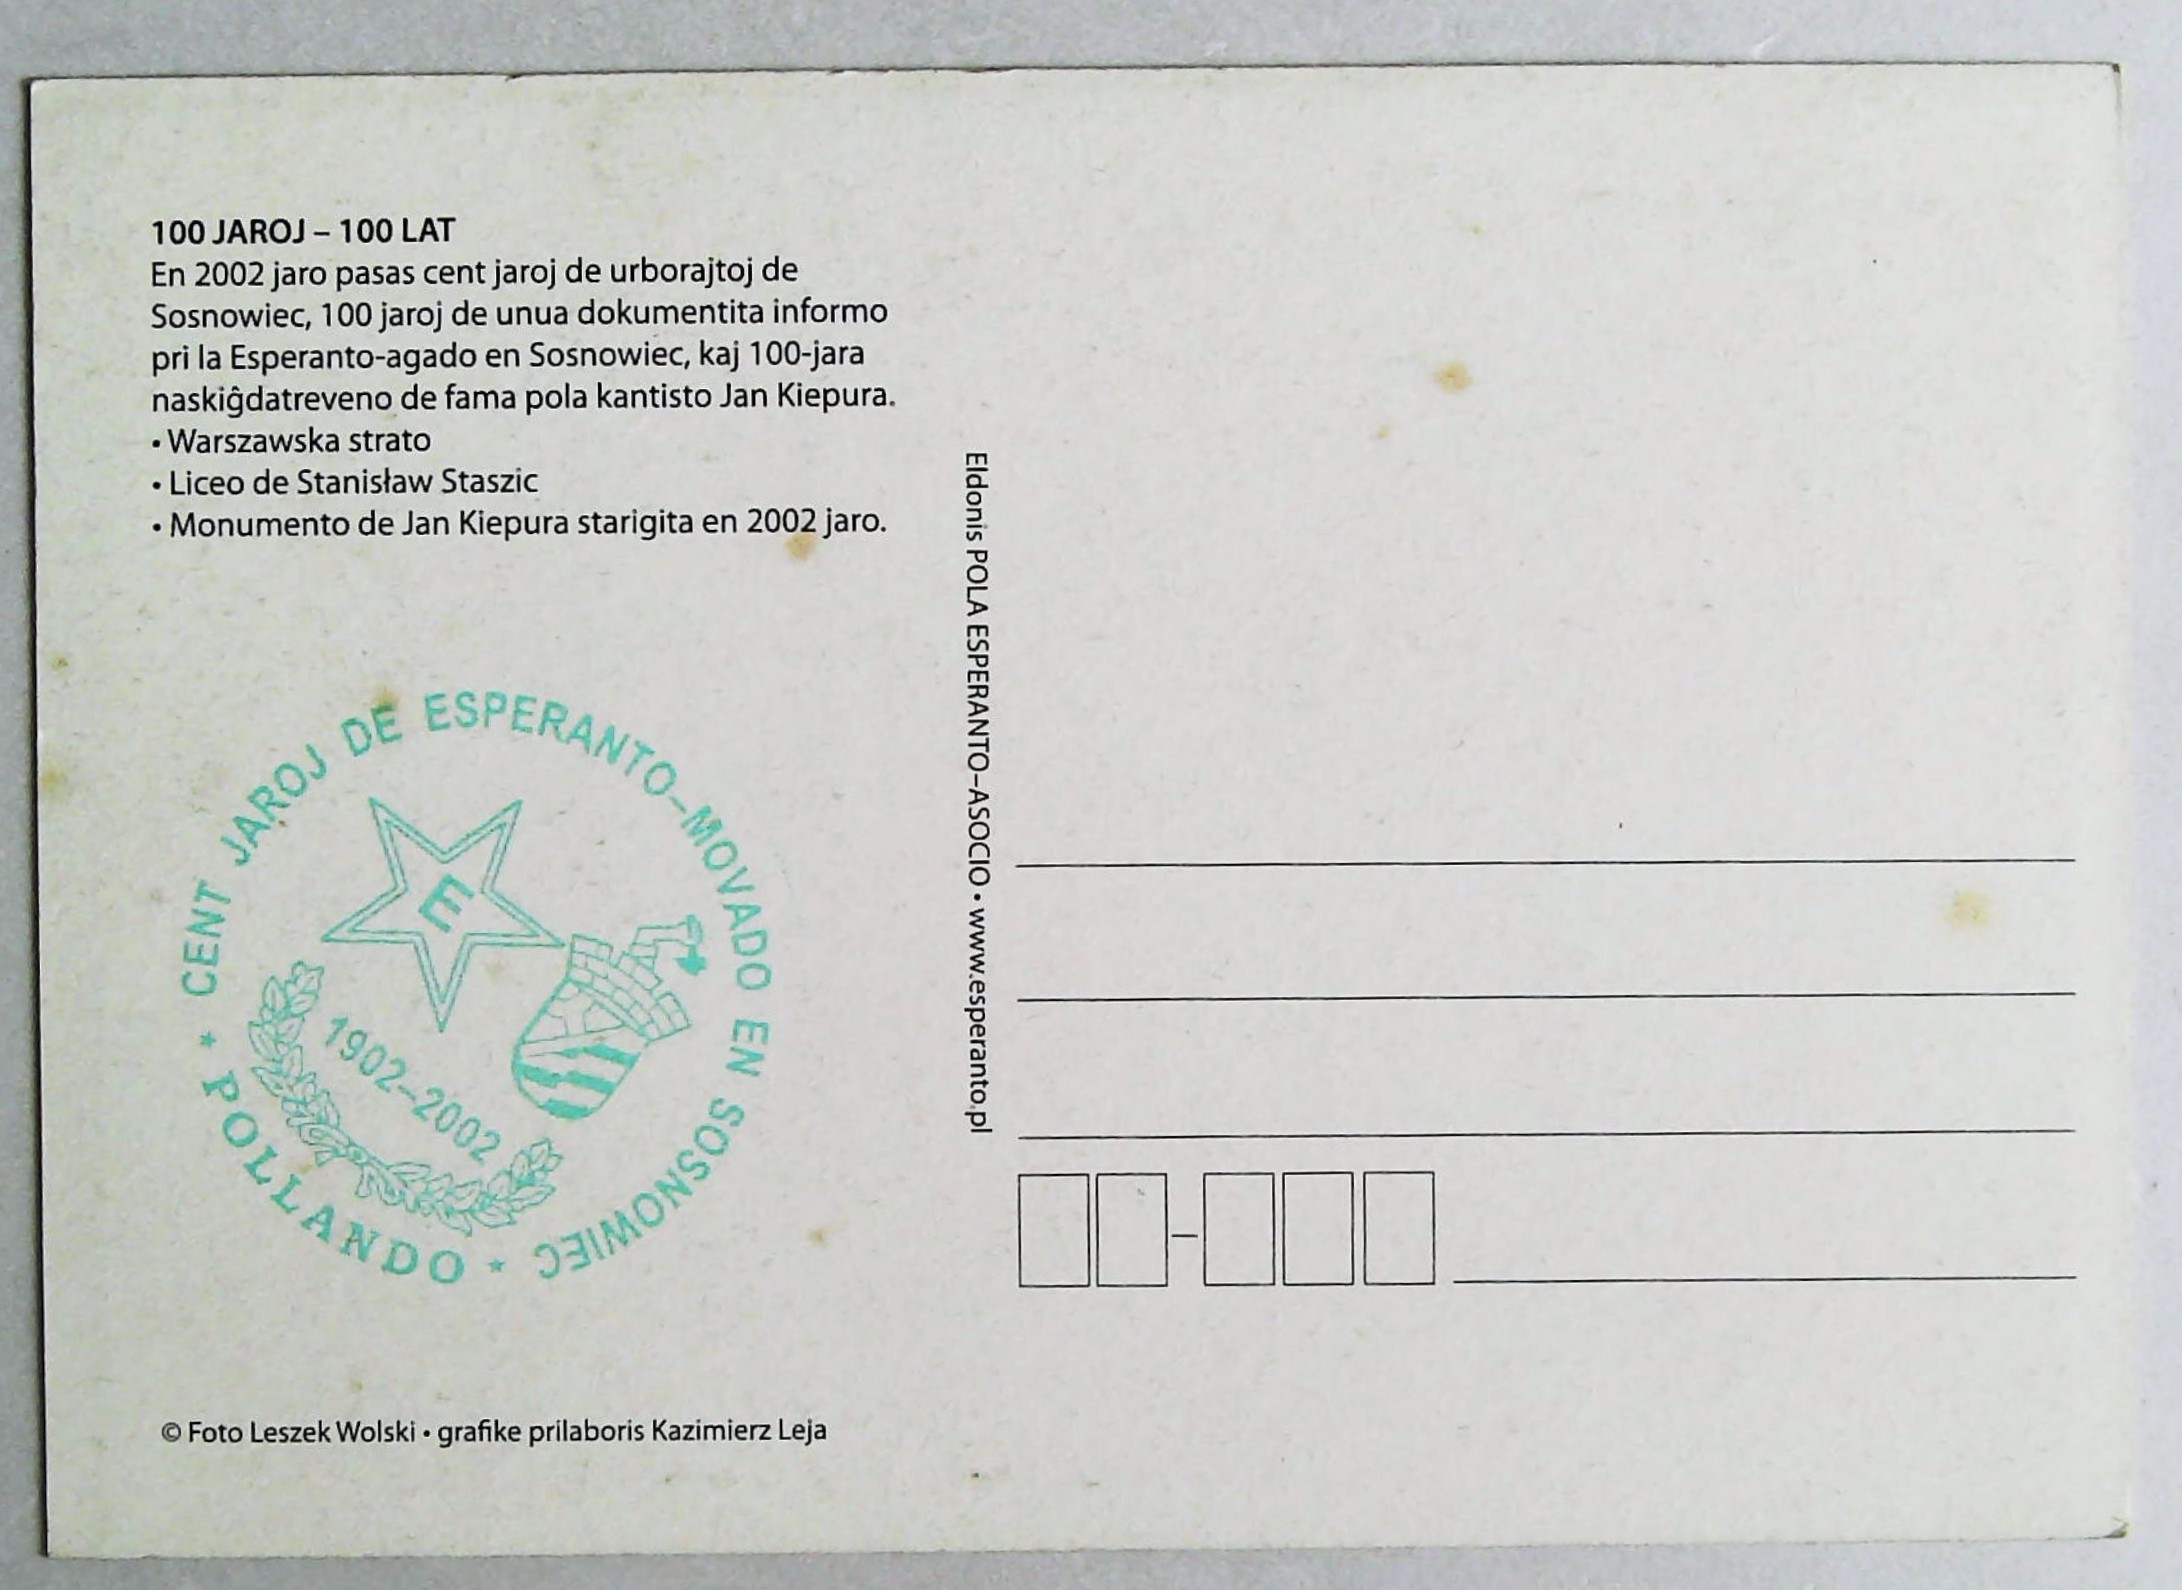 100 JAROJ – 100 LAT
En 2002 jaro pasas cent jaroj de urborajtoj de
Sosnowiec, 100 jaroj de unua dokumentita informo
pri la Esperanto-agado en Sosnowiec, kaj 100-jara
naskiĝdatreveno de fama pola kantisto Jan Kiepura.
• Warszawska strato
• Liceo de Stanisław Staszic
• Monumento de Jan Kiepura starigita en 2002 jaro.
CENT JAROJ DE ESPERANTO–MOVADO EN SOSNOWIEC
* POLLANDO *
E
1902–2002
© Foto Leszek Wolski • grafike prilaboris Kazimierz Leja
Eldonis POLA ESPERANTO–ASOCIO • www.esperanto.pl